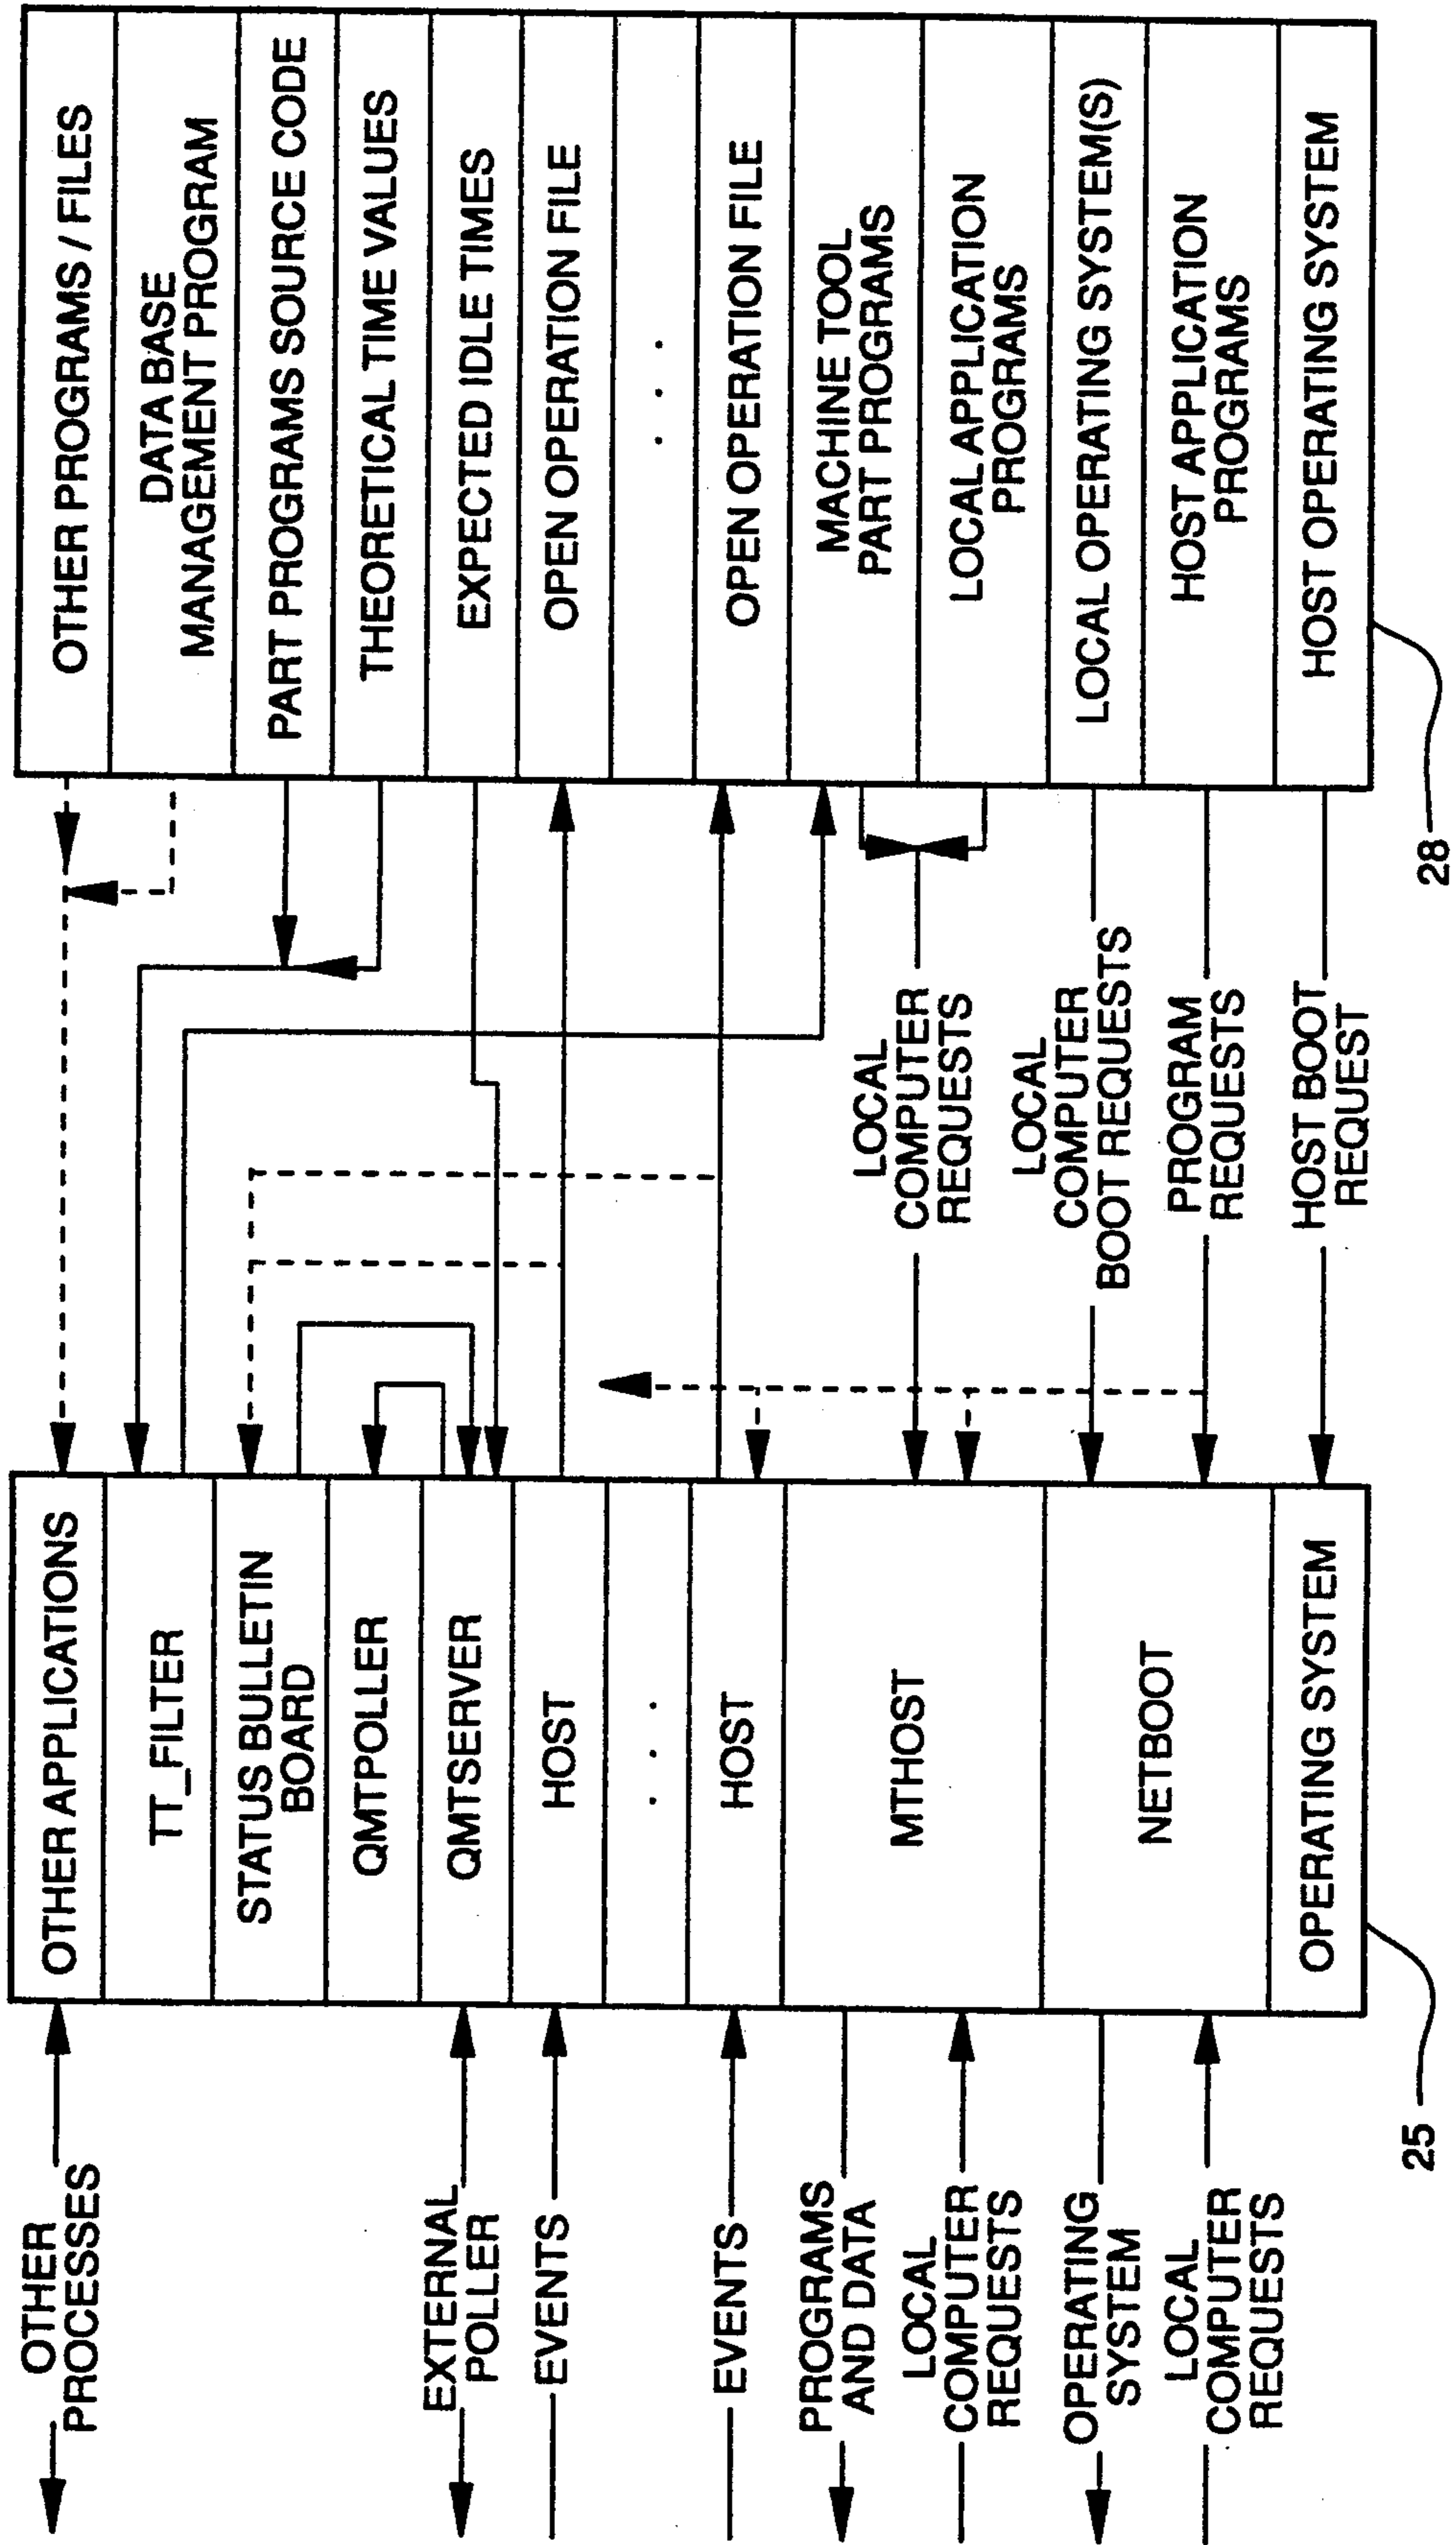 OTHER
PROCESSES
EXTERNAL
POLLER
EVENTS
EVENTS
PROGRAMS
AND DATA
LOCAL
COMPUTER
REQUESTS
OPERATING
SYSTEM
LOCAL
COMPUTER
REQUESTS
OTHER APPLICATIONS
TT_FILTER
STATUS BULLETIN
BOARD
QMTPOLLER
QMTSERVER
HOST
. . .
HOST
MTHOST
NETBOOT
OPERATING SYSTEM
25
LOCAL
COMPUTER
REQUESTS
LOCAL
COMPUTER
BOOT REQUESTS
PROGRAM
REQUESTS
HOST BOOT
REQUEST
OTHER PROGRAMS / FILES
DATA BASE
MANAGEMENT PROGRAM
PART PROGRAMS SOURCE CODE
THEORETICAL TIME VALUES
EXPECTED IDLE TIMES
OPEN OPERATION FILE
. . .
OPEN OPERATION FILE
MACHINE TOOL
PART PROGRAMS
LOCAL APPLICATION
PROGRAMS
LOCAL OPERATING SYSTEM(S)
HOST APPLICATION
PROGRAMS
HOST OPERATING SYSTEM
28